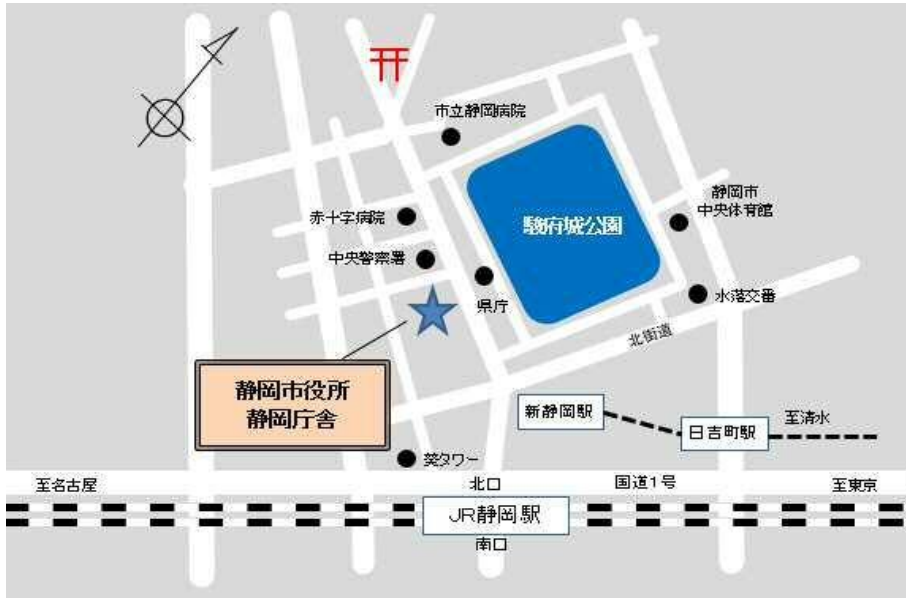 市立静岡病院
静岡市
中央体育館
赤十字病院
駿府城公園
中央警察署
県庁
水落交番
北街道
静岡市役所
静岡庁舎
新静岡駅
日吉町駅
至清水
葵タワー
至名古屋
北口
国道1号
至東京
JR静岡駅
南口